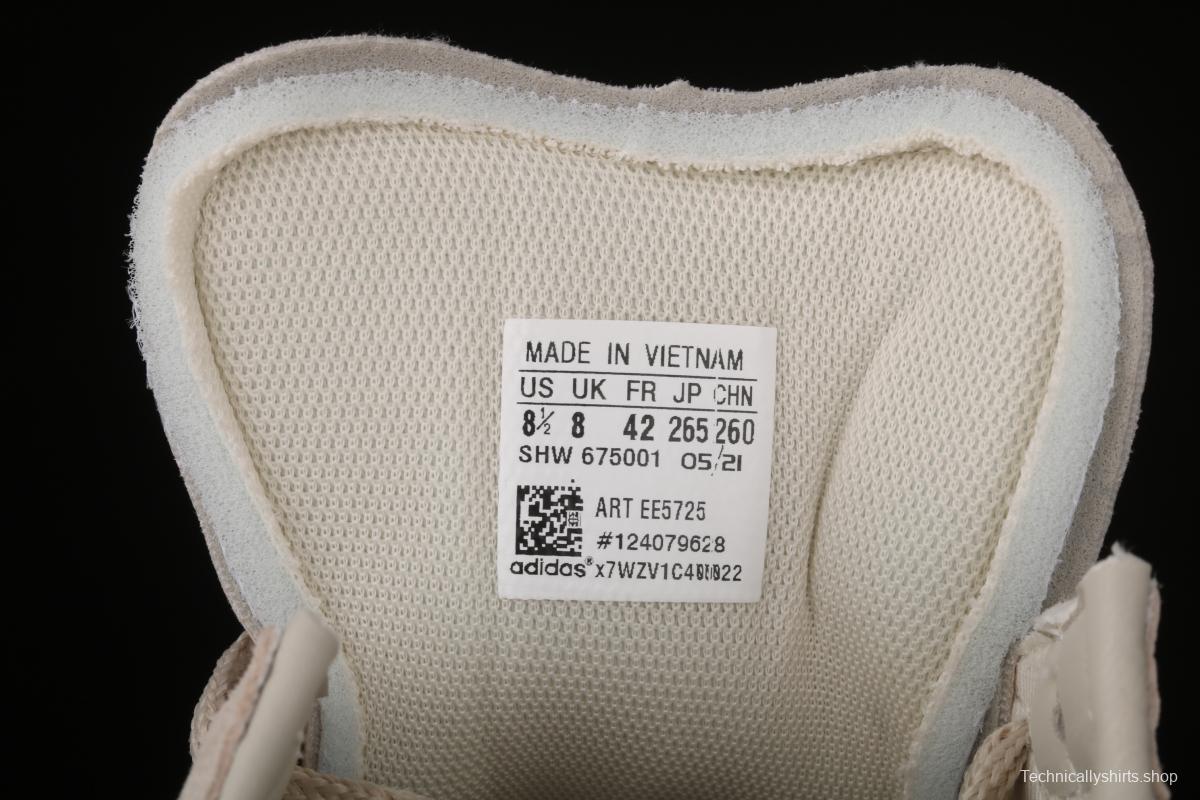 MADE IN VIETNAM
US UK FR JP CHN
8½ 8 42 265 260
SHW 675001 05/21
ART EE5725
#124079628
adidas®
Technicallyshirts.shop